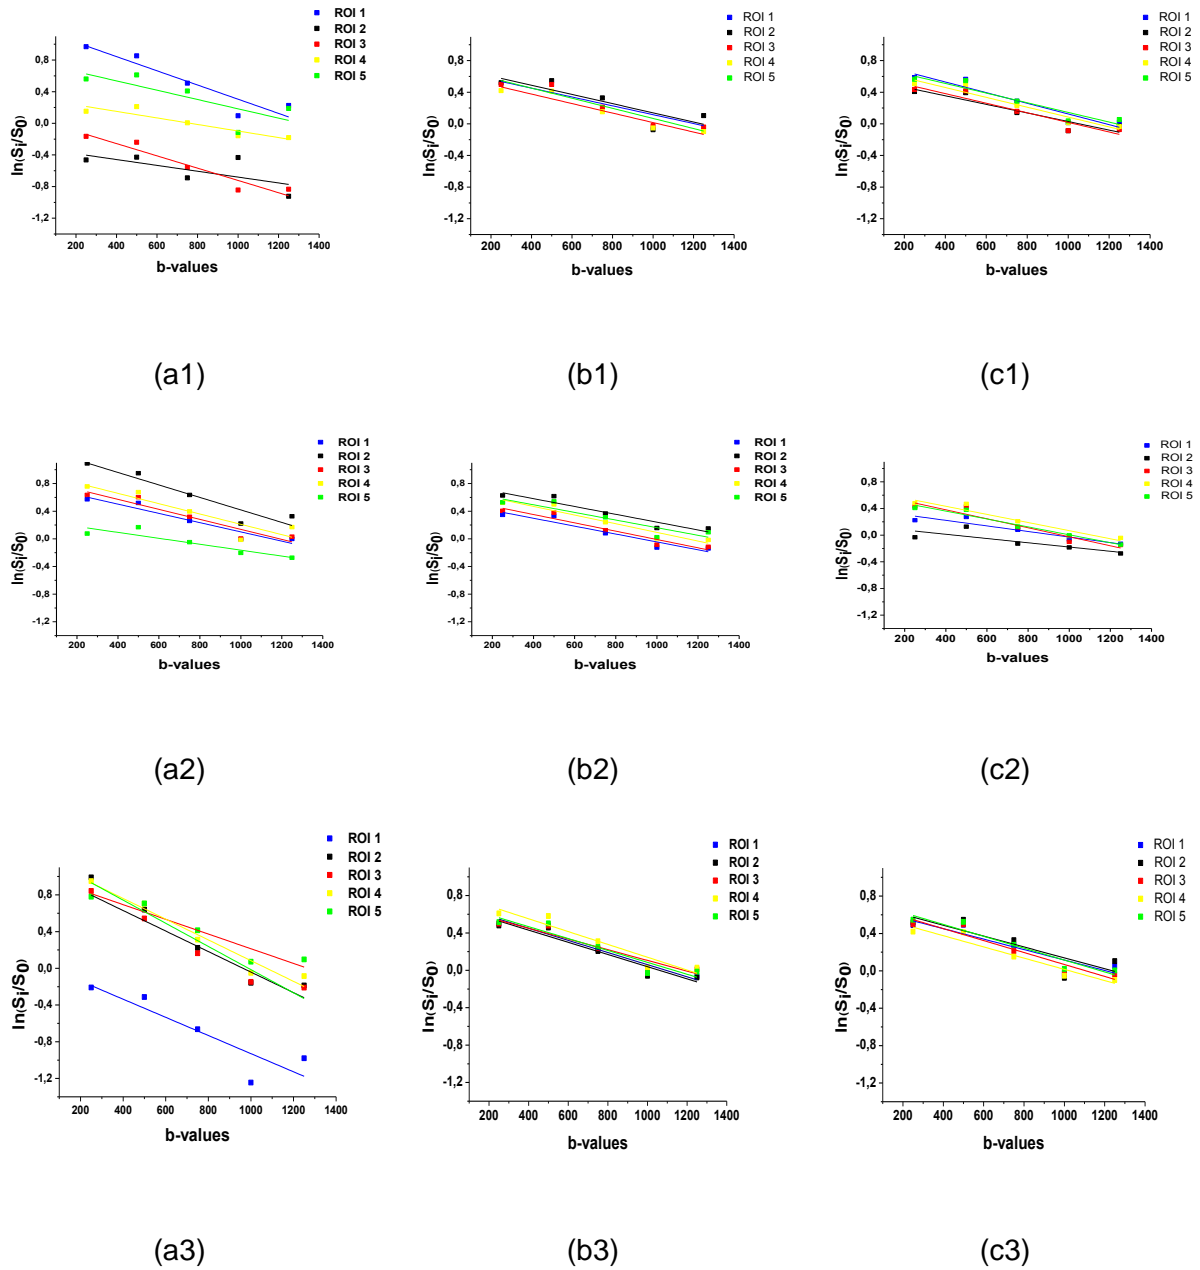 ROI 1
ROI 2
ROI 3
ROI 4
ROI 5
0,8
0,4
0,0
-0,4
-0,8
-1,2
ln(Si/S0)
200 400 600 800 1000 1200 1400
b-values
(a1)
ROI 1
ROI 2
ROI 3
ROI 4
ROI 5
0,8
0,4
0,0
-0,4
-0,8
-1,2
ln(Si/S0)
200 400 600 800 1000 1200 1400
b-values
(b1)
ROI 1
ROI 2
ROI 3
ROI 4
ROI 5
0,8
0,4
0,0
-0,4
-0,8
-1,2
ln(Si/S0)
200 400 600 800 1000 1200 1400
b-values
(c1)
ROI 1
ROI 2
ROI 3
ROI 4
ROI 5
0,8
0,4
0,0
-0,4
-0,8
-1,2
ln(Si/S0)
200 400 600 800 1000 1200 1400
b-values
(a2)
ROI 1
ROI 2
ROI 3
ROI 4
ROI 5
0,8
0,4
0,0
-0,4
-0,8
-1,2
ln(Si/S0)
200 400 600 800 1000 1200 1400
b-values
(b2)
ROI 1
ROI 2
ROI 3
ROI 4
ROI 5
0,8
0,4
0,0
-0,4
-0,8
-1,2
ln(Si/S0)
200 400 600 800 1000 1200 1400
b-values
(c2)
ROI 1
ROI 2
ROI 3
ROI 4
ROI 5
0,8
0,4
0,0
-0,4
-0,8
-1,2
ln(Si/S0)
200 400 600 800 1000 1200 1400
b-values
(a3)
ROI 1
ROI 2
ROI 3
ROI 4
ROI 5
0,8
0,4
0,0
-0,4
-0,8
-1,2
ln(Si/S0)
200 400 600 800 1000 1200 1400
b-values
(b3)
ROI 1
ROI 2
ROI 3
ROI 4
ROI 5
0,8
0,4
0,0
-0,4
-0,8
-1,2
ln(Si/S0)
200 400 600 800 1000 1200 1400
b-values
(c3)